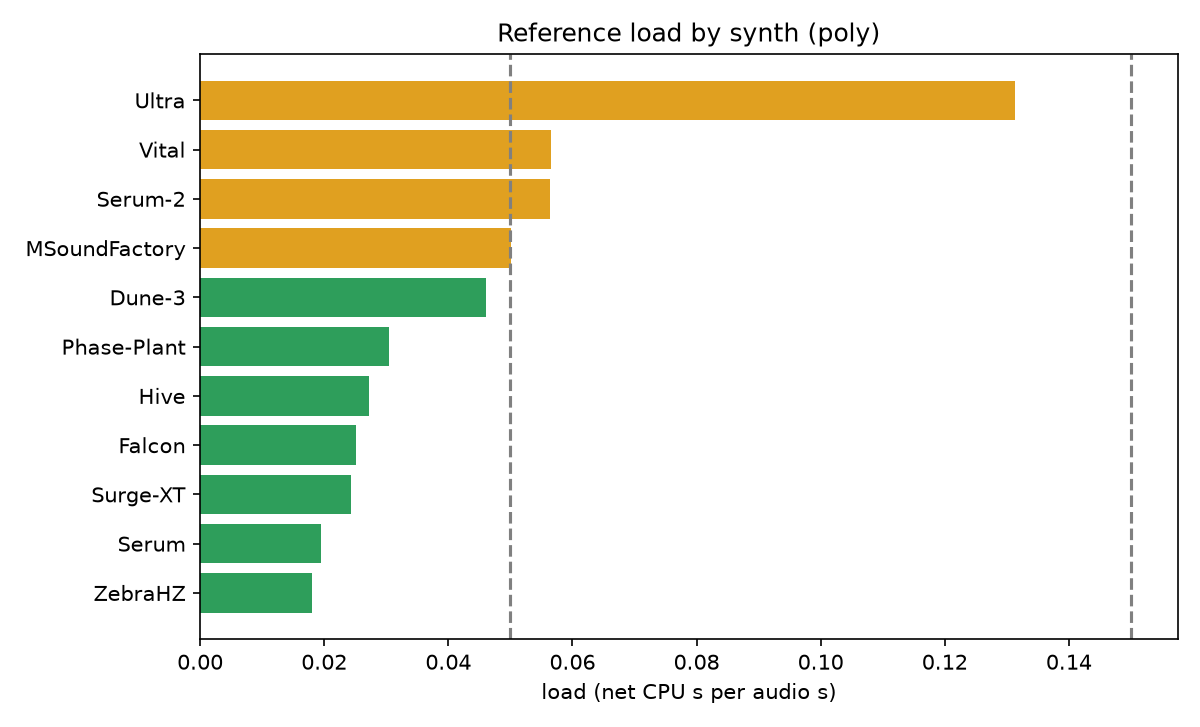 Reference load by synth (poly)
Ultra
Vital
Serum-2
MSoundFactory
Dune-3
Phase-Plant
Hive
Falcon
Surge-XT
Serum
ZebraHZ
0.00 0.02 0.04 0.06 0.08 0.10 0.12 0.14
load (net CPU s per audio s)